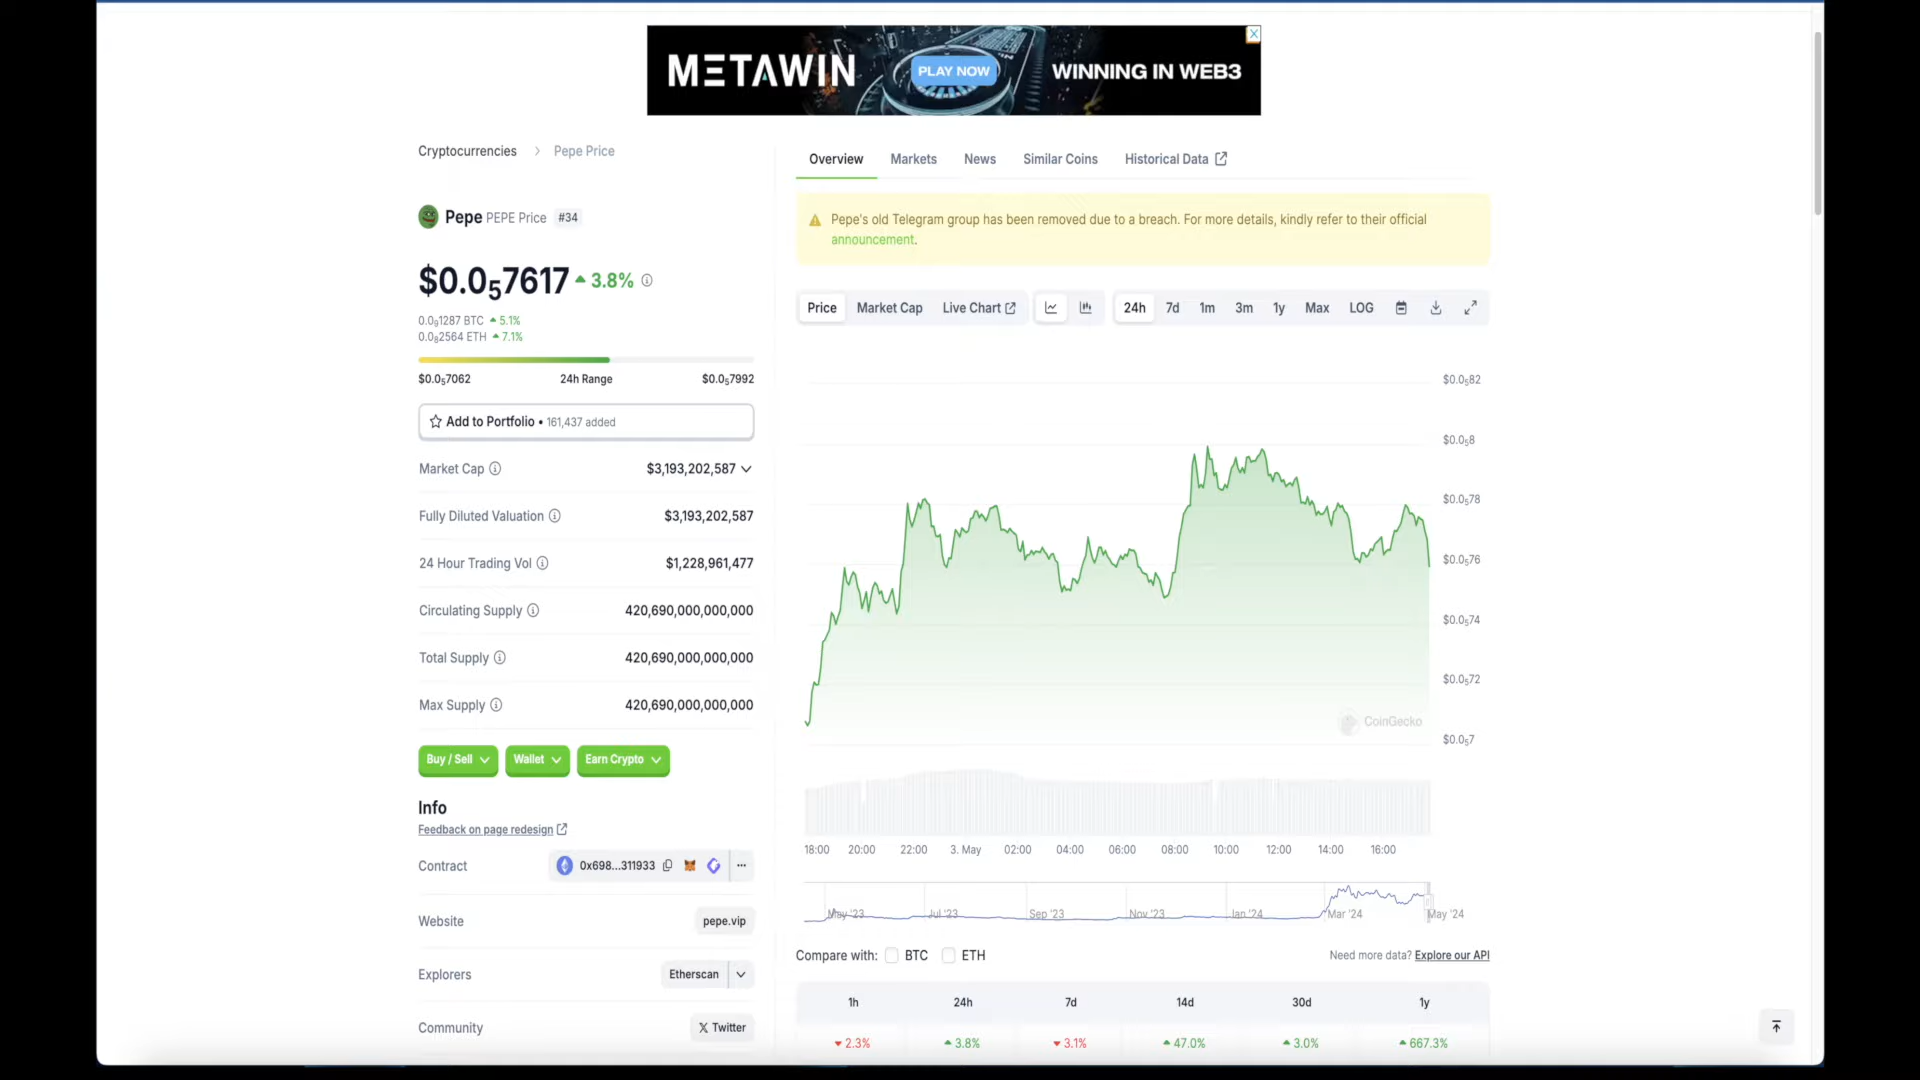 METAWIN
PLAY NOW
WINNING IN WEB3
Cryptocurrencies
Pepe Price
Pepe PEPE Price #34
$0.0₅7617 3.8%
0.0₉1287 BTC 5.1%
0.0₈2564 ETH 7.1%
$0.0₅7062 24h Range $0.0₅7992
Add to Portfolio • 161,437 added
Market Cap $3,193,202,587
Fully Diluted Valuation $3,193,202,587
24 Hour Trading Vol $1,228,961,477
Circulating Supply 420,690,000,000,000
Total Supply 420,690,000,000,000
Max Supply 420,690,000,000,000
Buy / Sell Wallet Earn Crypto
Info
Feedback on page redesign
Contract 0x698...311933
Website pepe.vip
Explorers Etherscan
Community Twitter
Overview Markets News Similar Coins Historical Data
Pepe's old Telegram group has been removed due to a breach. For more details, kindly refer to their official
announcement.
Price Market Cap Live Chart 24h 7d 1m 3m 1y Max LOG
$0.0₅82
$0.0₅8
$0.0₅78
$0.0₅76
$0.0₅74
$0.0₅72
CoinGecko
$0.0₅7
18:00 20:00 22:00 3. May 02:00 04:00 06:00 08:00 10:00 12:00 14:00 16:00
May '23 Jul '23 Sep '23 Nov '23 Jan '24 Mar '24 May '24
Compare with: BTC ETH
Need more data? Explore our API
1h 24h 7d 14d 30d 1y
2.3% 3.8% 3.1% 47.0% 3.0% 667.3%